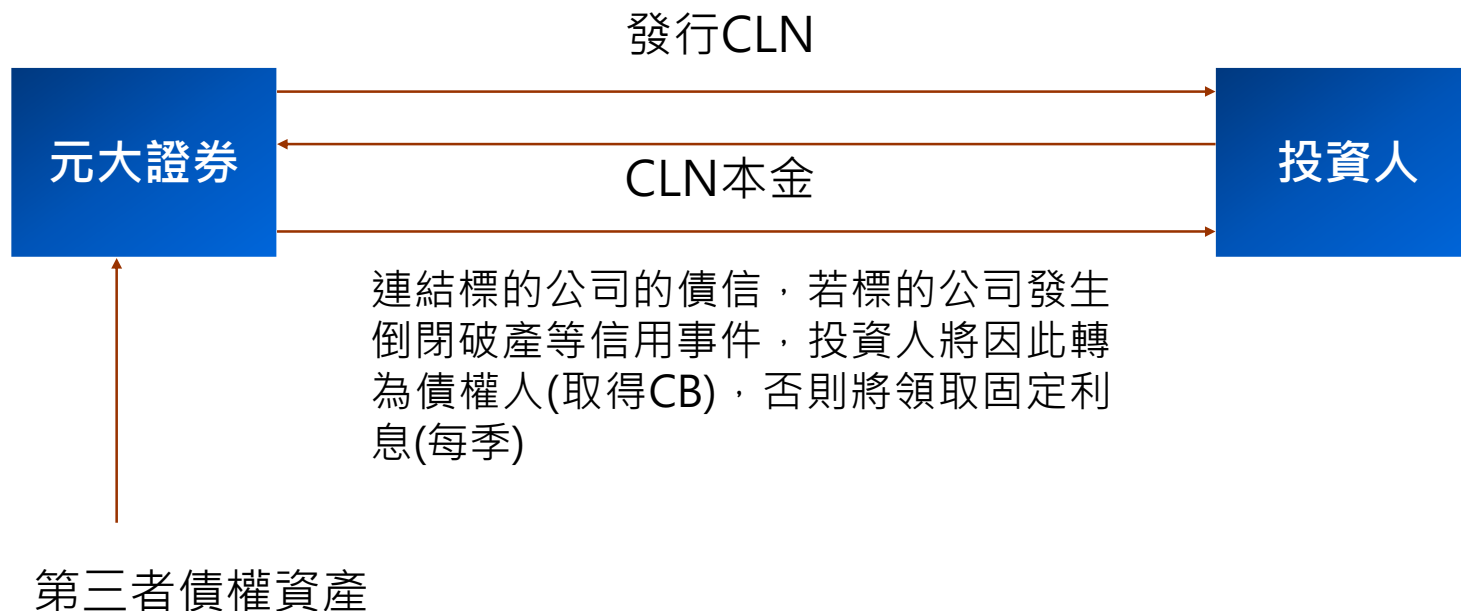 發行CLN
元大證券
投資人
CLN本金
連結標的公司的債信，若標的公司發生
倒閉破產等信用事件，投資人將因此轉
為債權人(取得CB)，否則將領取固定利
息(每季)
第三者債權資產